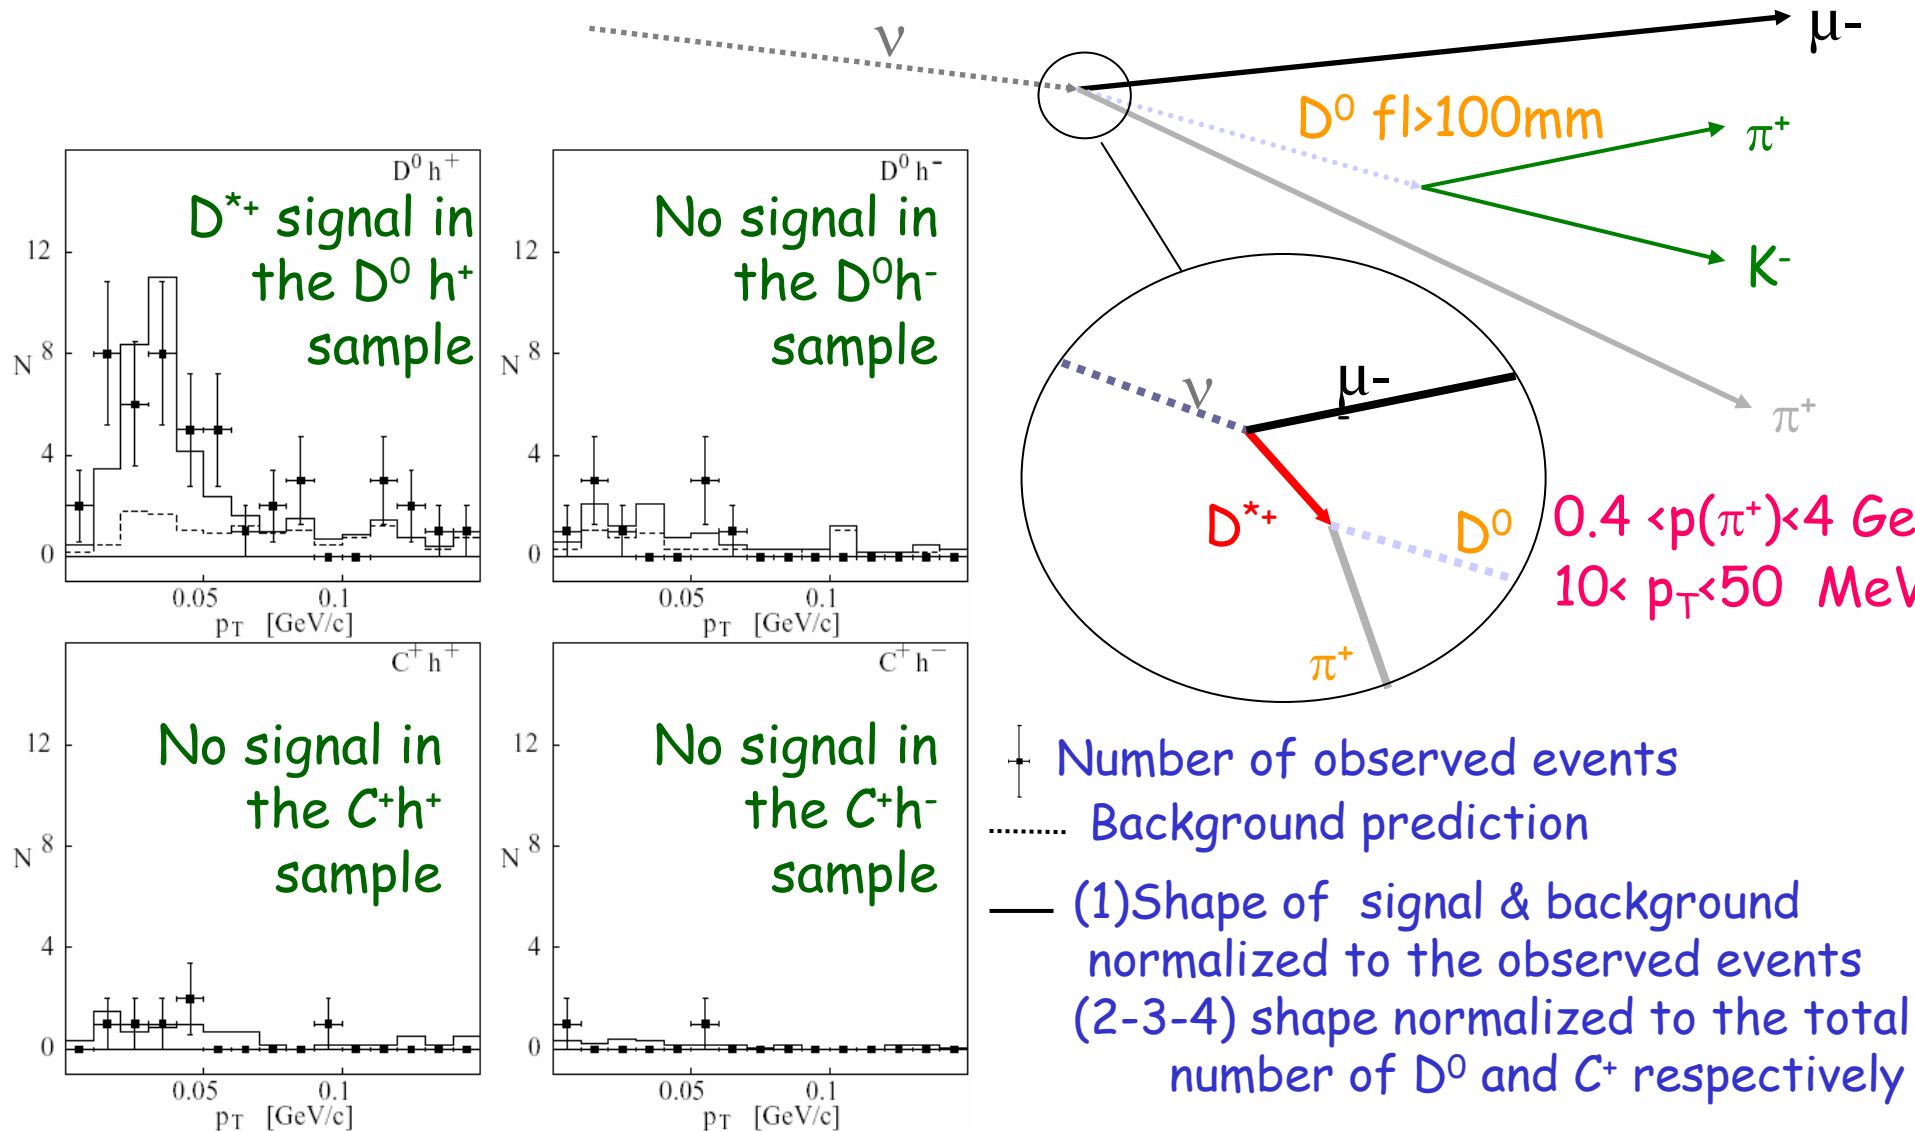 ν
μ-
D⁰ fl>100mm
π⁺
K⁻
π⁺
D⁰ h⁺
D*⁺ signal in
the D⁰ h⁺
sample
12
8
4
0
N
0.05 0.1
p_T [GeV/c]
D⁰ h⁻
No signal in
the D⁰h⁻
sample
12
8
4
0
N
0.05 0.1
p_T [GeV/c]
ν
μ-
D*⁺
D⁰
π⁺
0.4 <p(π⁺)<4 Ge
10< p_T<50 MeV
C⁺ h⁺
No signal in
the C⁺h⁺
sample
12
8
4
0
N
0.05 0.1
p_T [GeV/c]
C⁺ h⁻
No signal in
the C⁺h⁻
sample
12
8
4
0
N
0.05 0.1
p_T [GeV/c]
Number of observed events
Background prediction
(1)Shape of signal & background
normalized to the observed events
(2-3-4) shape normalized to the total
number of D⁰ and C⁺ respectively